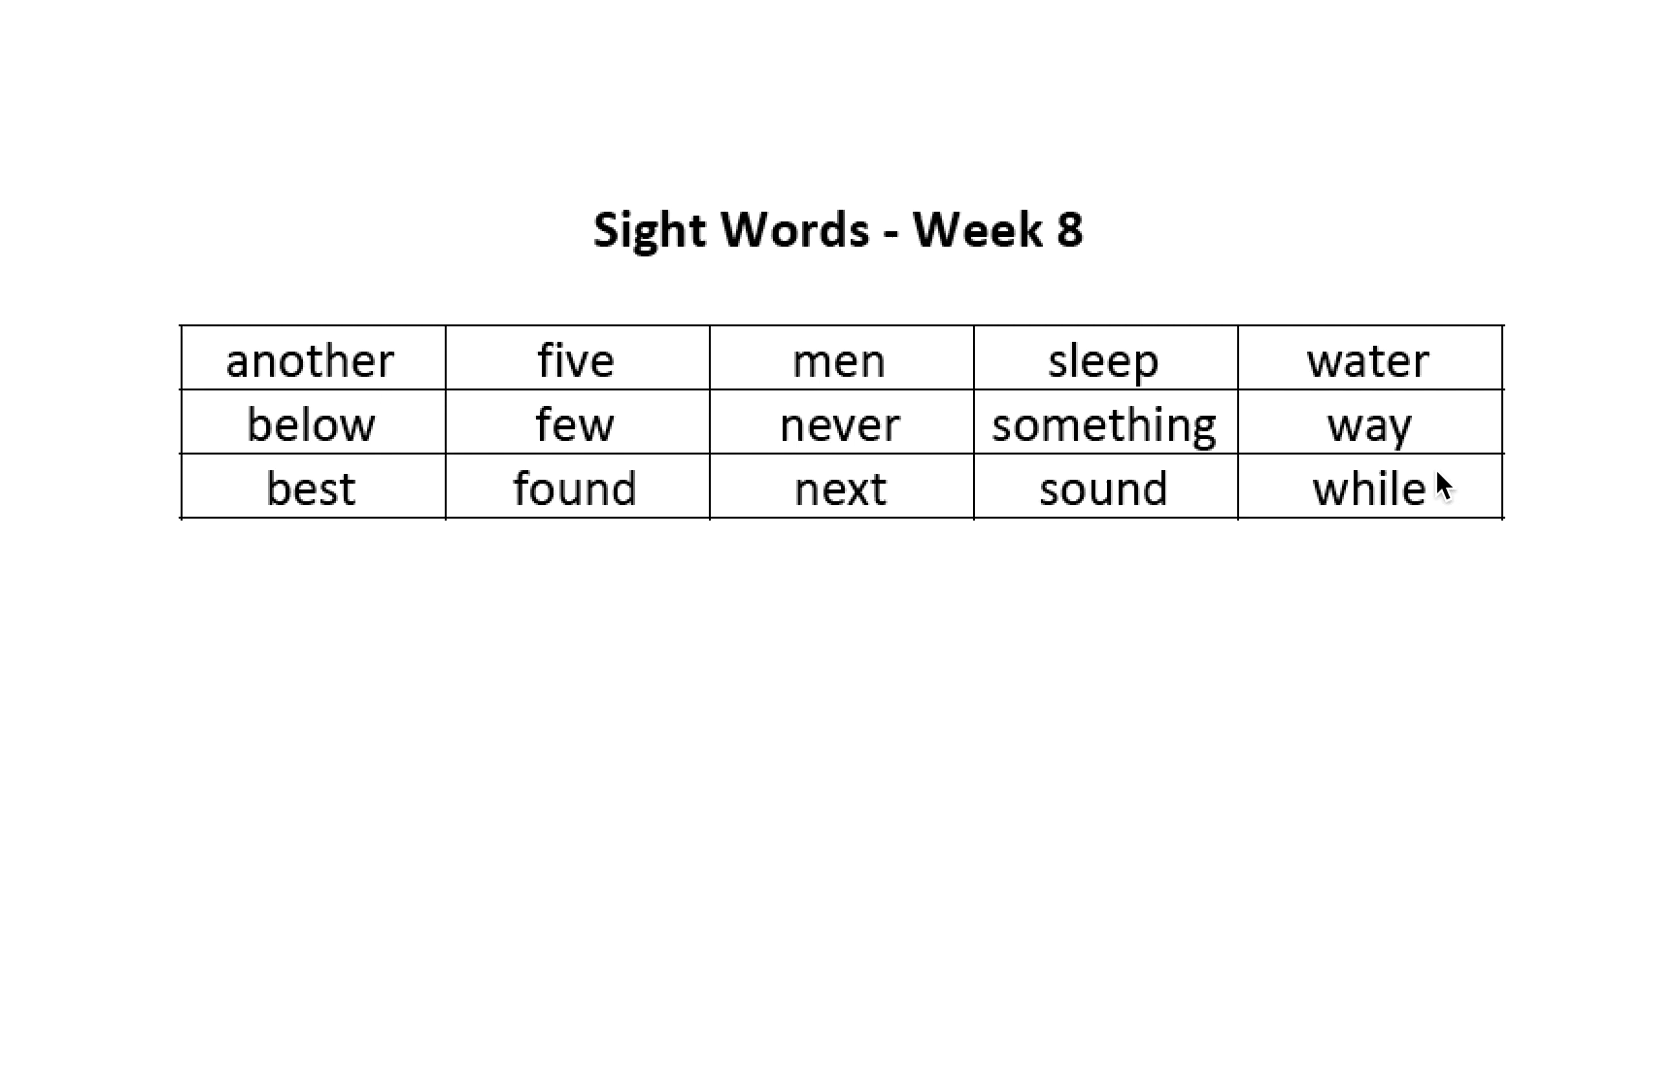 Sight Words - Week 8
another five men sleep water
below few never something way
best found next sound while